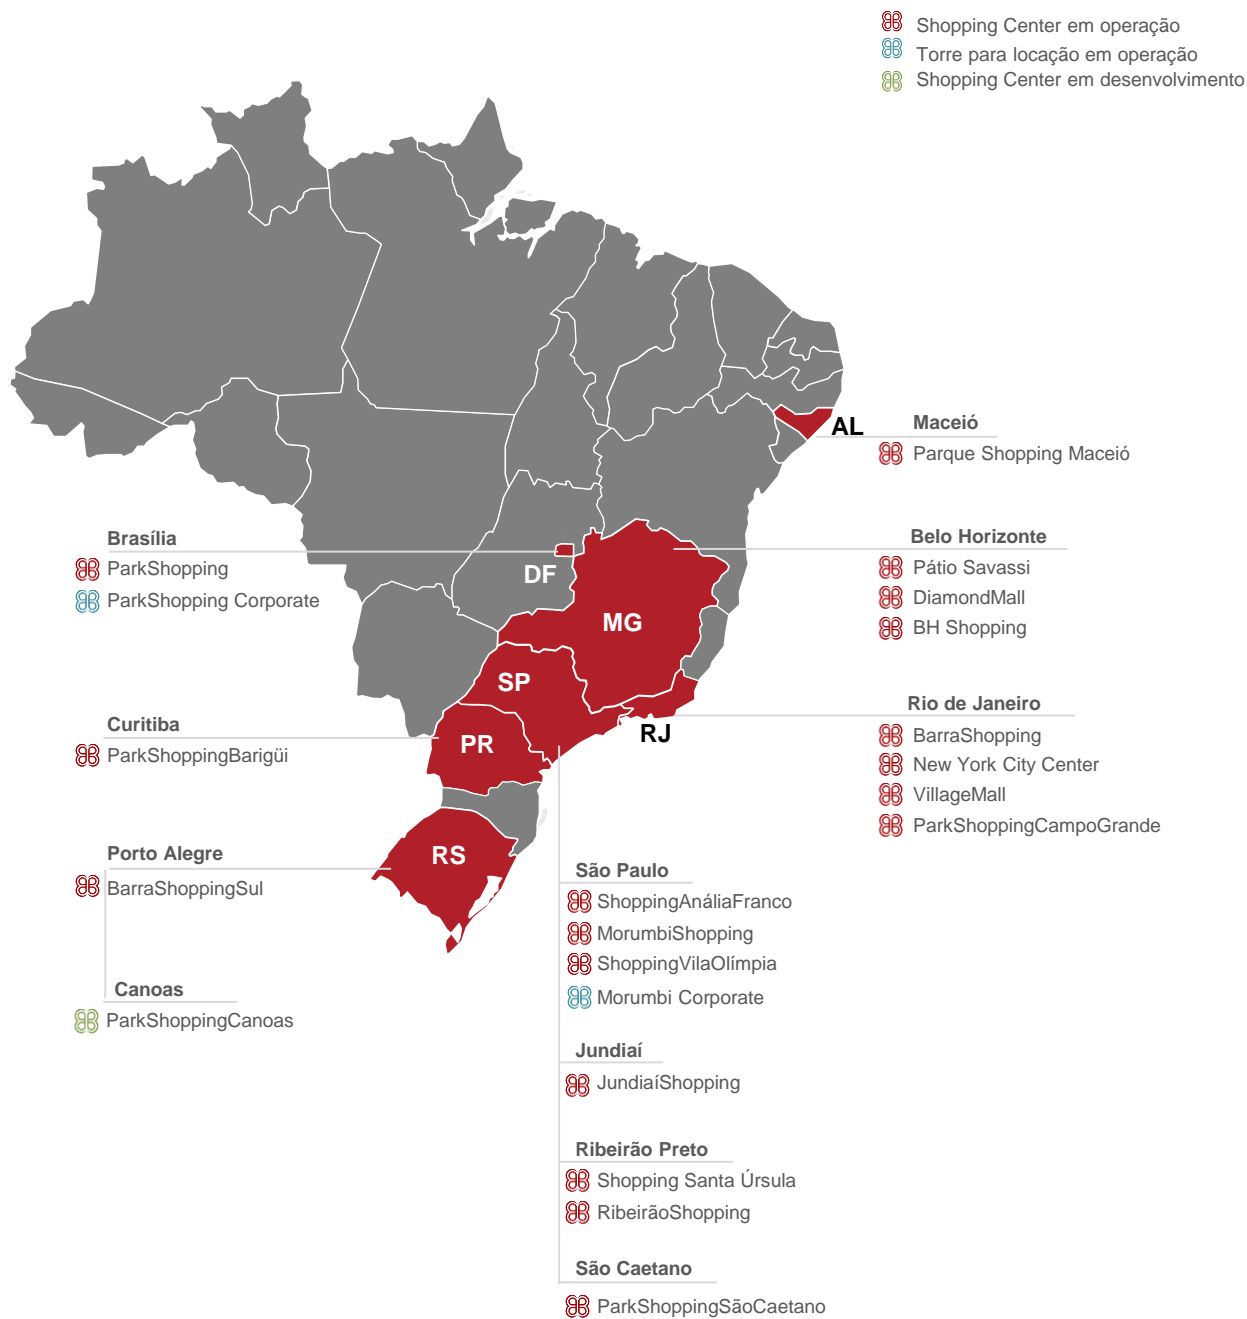 Shopping Center em operação
Torre para locação em operação
Shopping Center em desenvolvimento
AL
Maceió
Parque Shopping Maceió
Brasília
ParkShopping
ParkShopping Corporate
DF
Belo Horizonte
Pátio Savassi
DiamondMall
BH Shopping
MG
SP
Rio de Janeiro
BarraShopping
New York City Center
VillageMall
ParkShoppingCampoGrande
RJ
Curitiba
ParkShoppingBarigüi
PR
Porto Alegre
BarraShoppingSul
RS
Canoas
ParkShoppingCanoas
São Paulo
ShoppingAnáliaFranco
MorumbiShopping
ShoppingVilaOlímpia
Morumbi Corporate
Jundiaí
JundiaíShopping
Ribeirão Preto
Shopping Santa Úrsula
RibeirãoShopping
São Caetano
ParkShoppingSãoCaetano